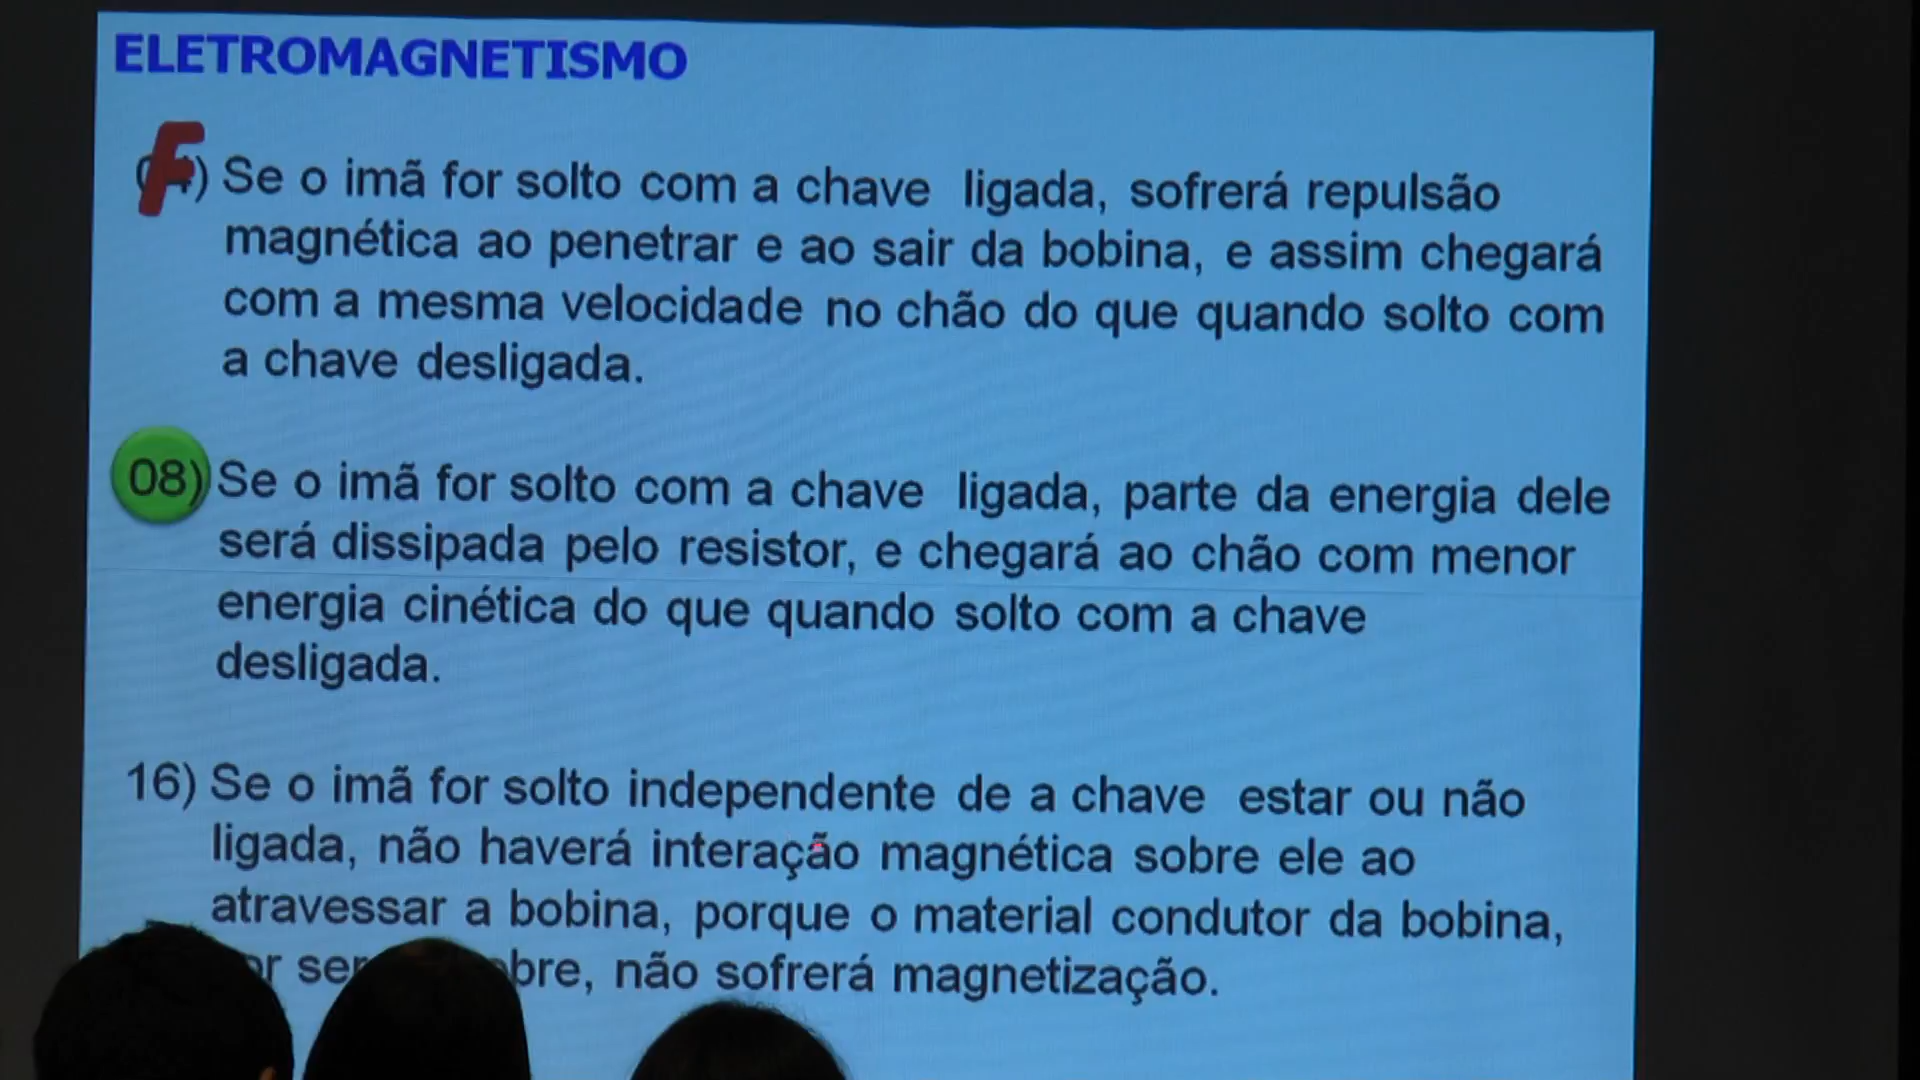 ELETROMAGNETISMO
F
) Se o imã for solto com a chave ligada, sofrerá repulsão
magnética ao penetrar e ao sair da bobina, e assim chegará
com a mesma velocidade no chão do que quando solto com
a chave desligada.
08) Se o imã for solto com a chave ligada, parte da energia dele
será dissipada pelo resistor, e chegará ao chão com menor
energia cinética do que quando solto com a chave
desligada.
16) Se o imã for solto independente de a chave estar ou não
ligada, não haverá interação magnética sobre ele ao
atravessar a bobina, porque o material condutor da bobina,
não sofrerá magnetização.